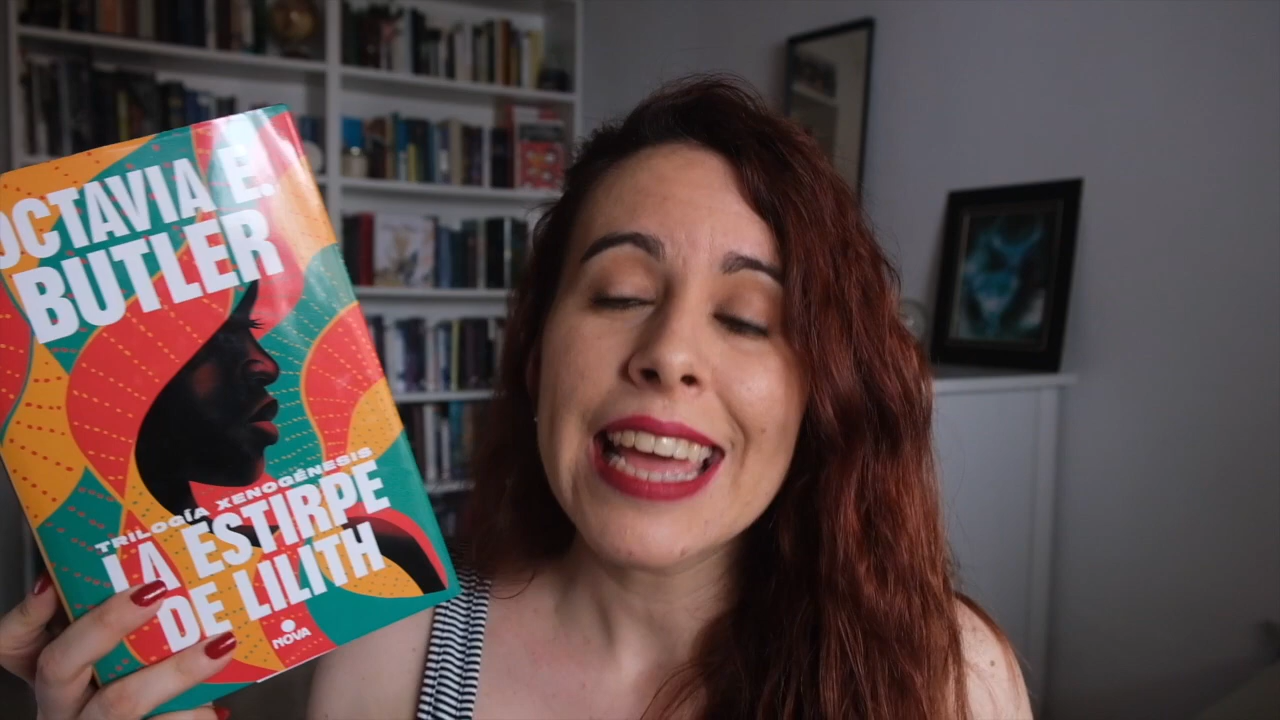 OCTAVIA E.
BUTLER
TRILOGÍA XENOGÉNESIS
LA ESTIRPE
DE LILITH
NOVA